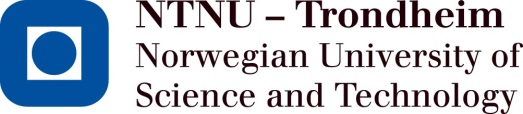 NTNU – Trondheim
Norwegian University of
Science and Technology